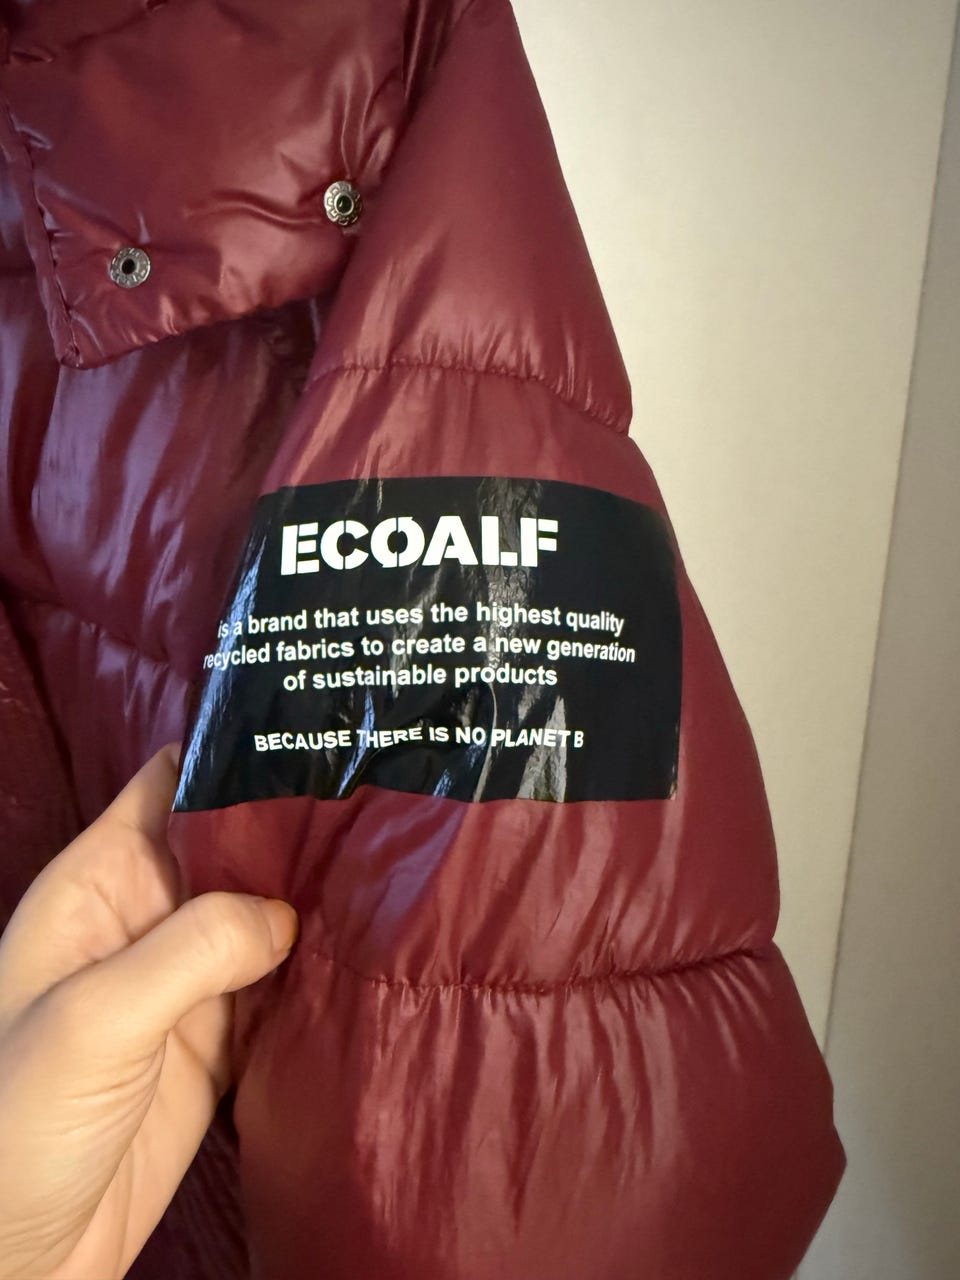 ECOALF
is a brand that uses the highest quality
recycled fabrics to create a new generation
of sustainable products
BECAUSE THERE IS NO PLANET B